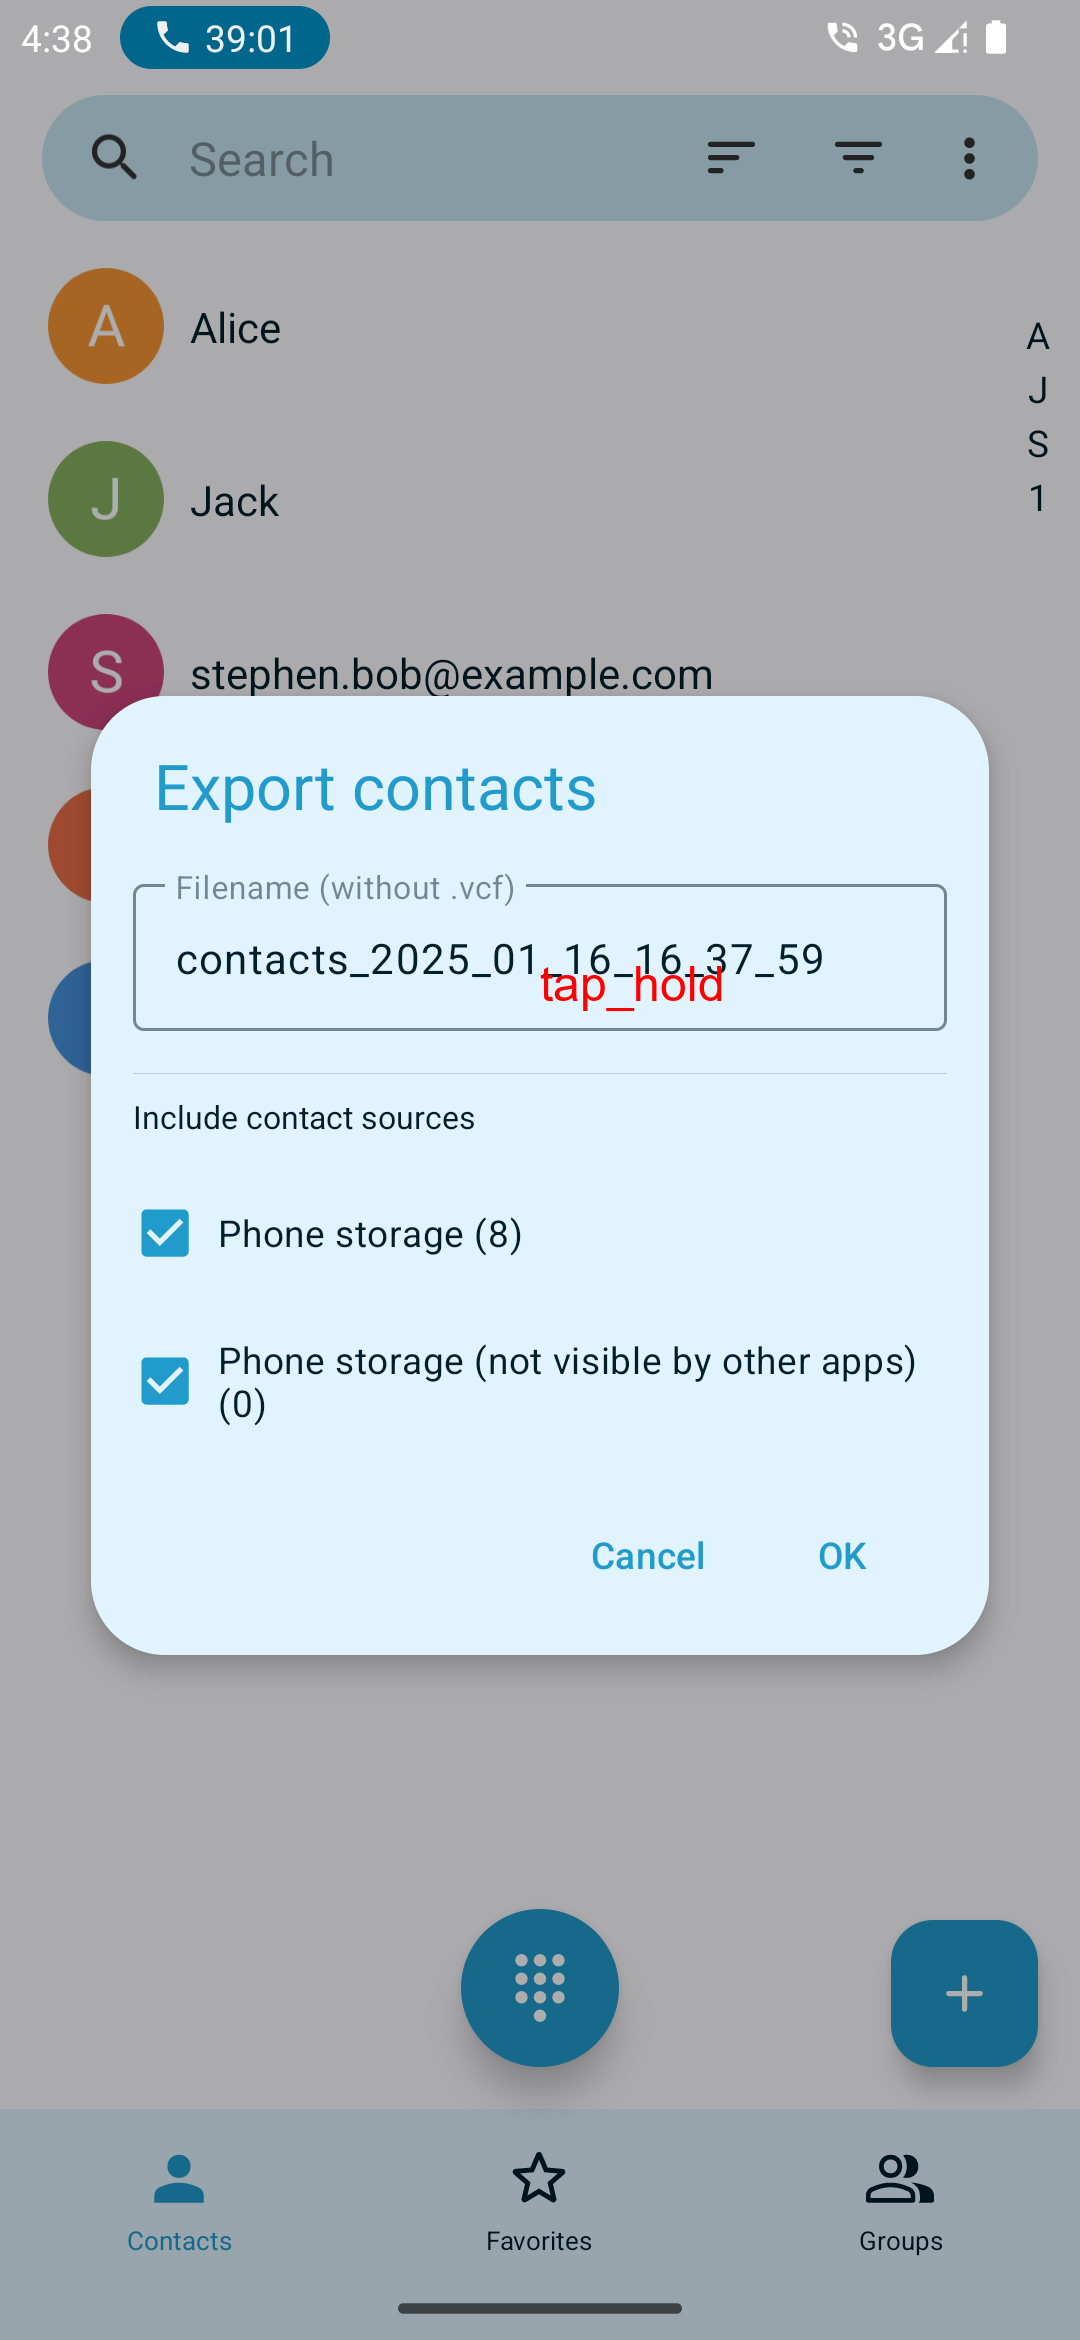 4:38 39:01 3G
Search
A Alice
A
J
S
1
J Jack
S stephen.bob@example.com
Export contacts
Filename (without .vcf)
contacts_2025_01_16_16_37_59
tap_hold
Include contact sources
Phone storage (8)
Phone storage (not visible by other apps)
(0)
Cancel OK
Contacts Favorites Groups